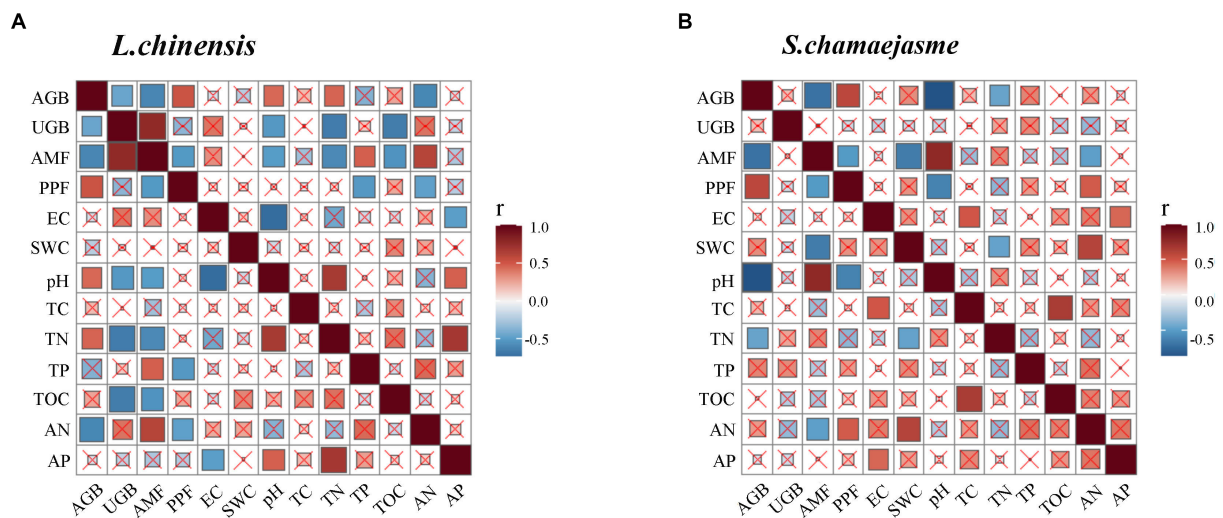 A
L.chinensis
AGB
UGB
AMF
PPF
EC
SWC
pH
TC
TN
TP
TOC
AN
AP
AGB
UGB
AMF
PPF
EC
SWC
pH
TC
TN
TP
TOC
AN
AP
r
1.0
0.5
0.0
-0.5
B
S.chamaejasme
AGB
UGB
AMF
PPF
EC
SWC
pH
TC
TN
TP
TOC
AN
AP
AGB
UGB
AMF
PPF
EC
SWC
pH
TC
TN
TP
TOC
AN
AP
r
1.0
0.5
0.0
-0.5